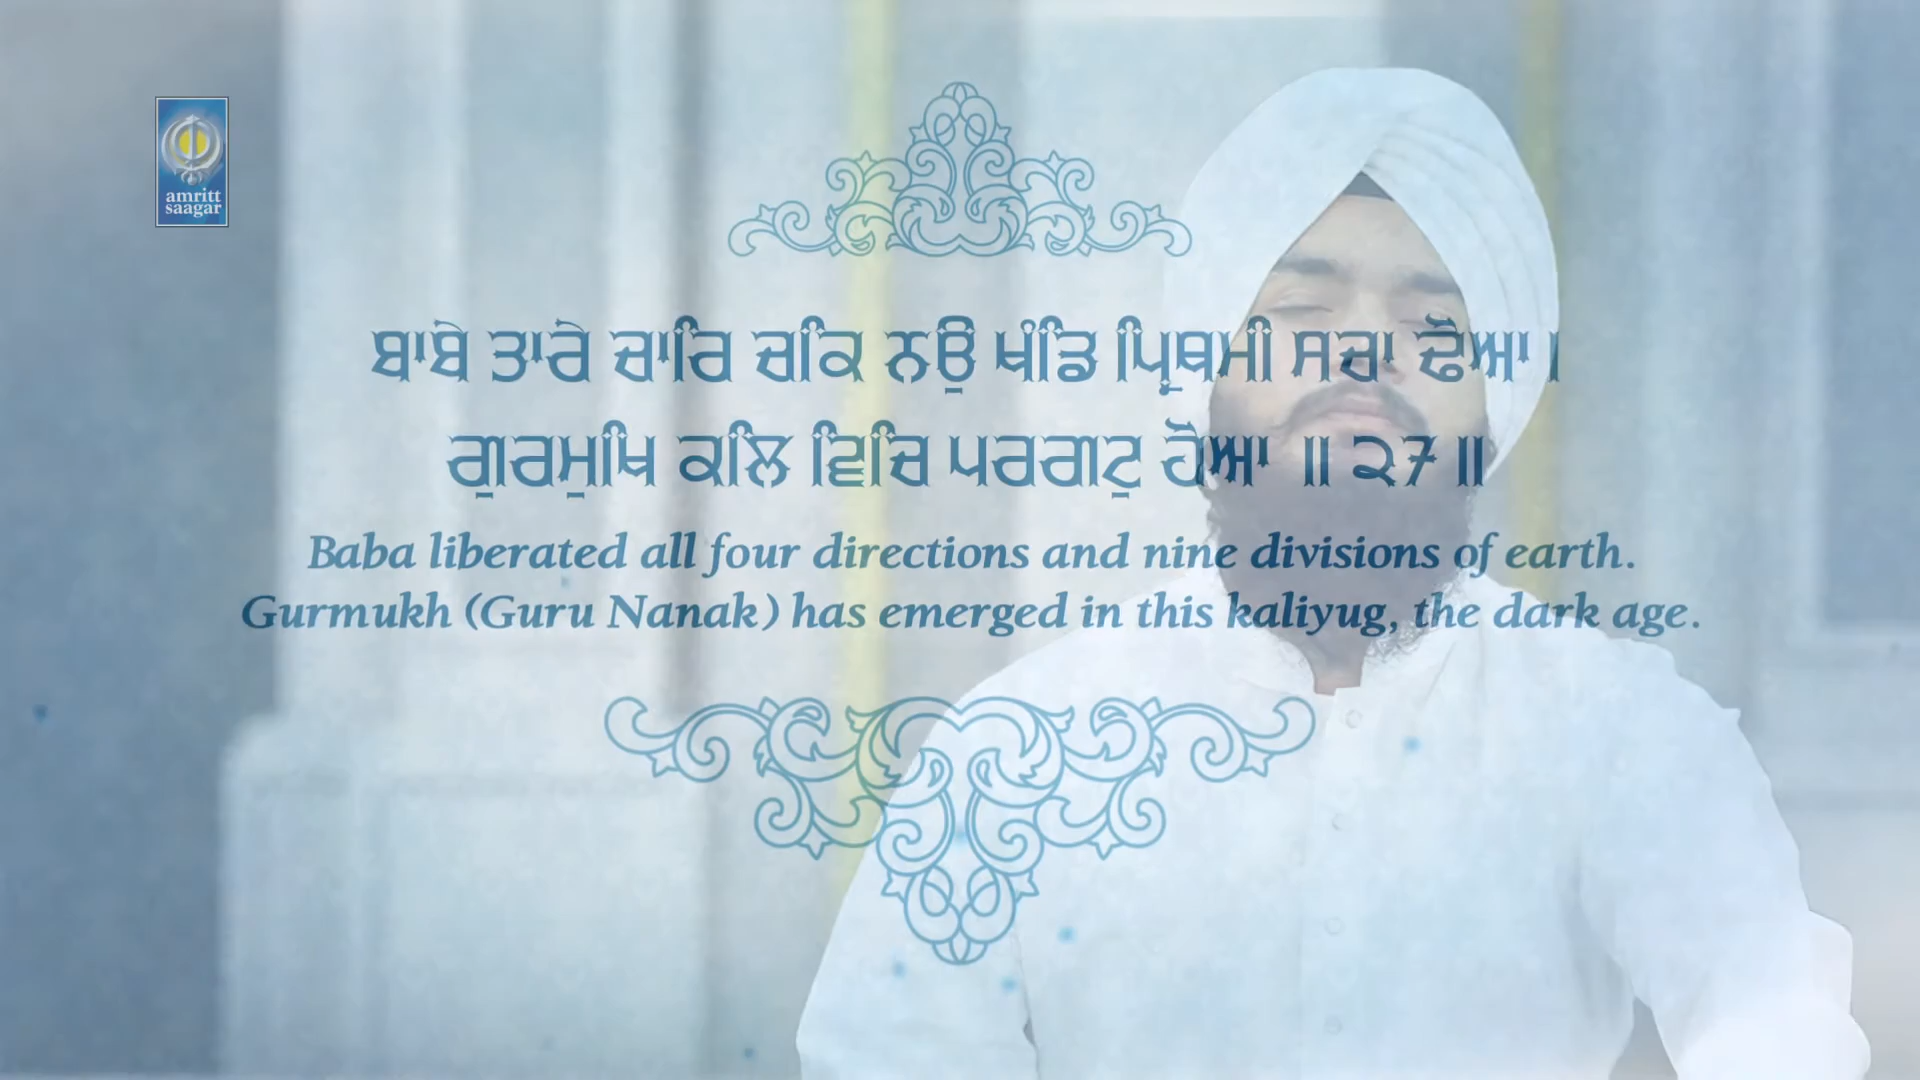 amritt
saagar
ਬਾਬੇ ਤਾਰੇ ਚਾਰਿ ਚਕਿ ਨਉ ਖੰਡਿ ਪ੍ਰਿਥਮੀ ਸਚਾ ਢੋਆ।
ਗੁਰਮੁਖਿ ਕਲਿ ਵਿਚਿ ਪਰਗਟੁ ਹੋਆ ॥ ੨7 ॥
Baba liberated all four directions and nine divisions of earth.
Gurmukh (Guru Nanak) has emerged in this kaliyug, the dark age.